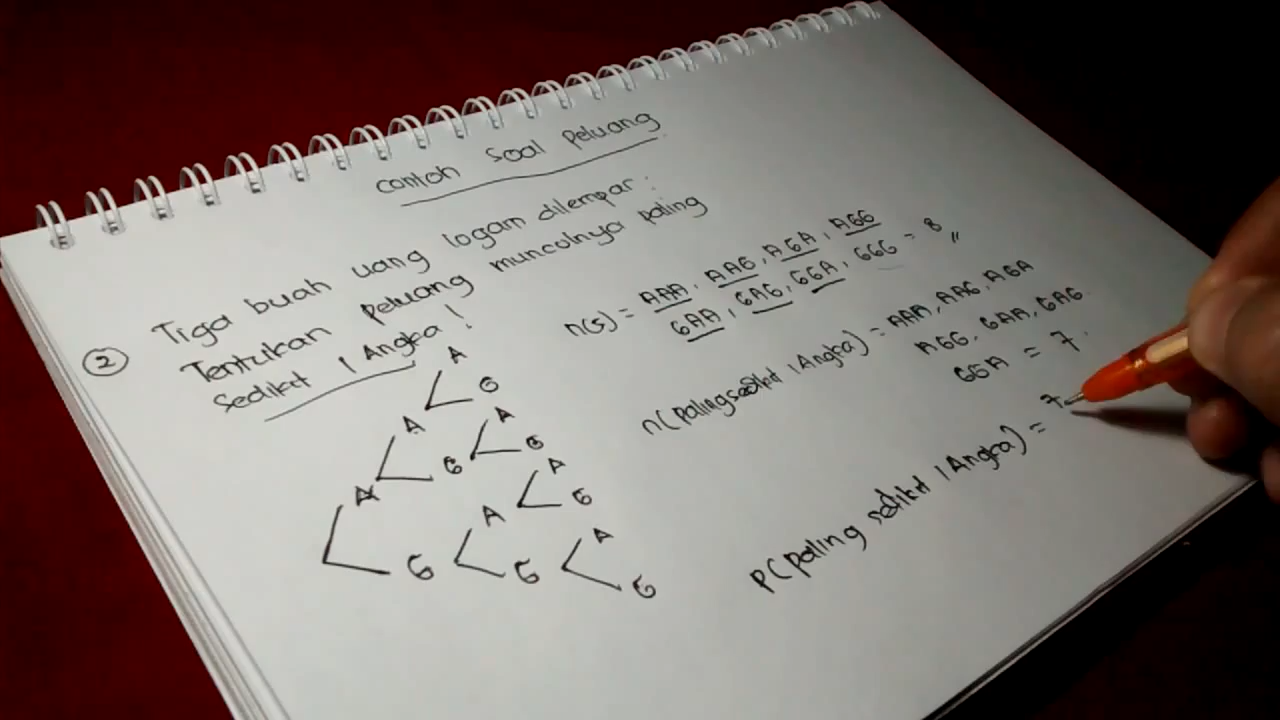 Contoh Soal Peluang
2 Tiga buah uang logam dilempar.
Tentukan peluang munculnya paling
sedikit 1 Angka!
A
A G
A
A G G
A
A G
A
G G G
n(s) = AAA, AAG, AGA, AGG
GAA, GAG, GGA, GGG = 8 //
n(paling sedikit 1 Angka) = AAA, AAG, AGA
AGG, GAA, GAG
GGA = 7.
P(paling sedikit 1 Angka) = 7